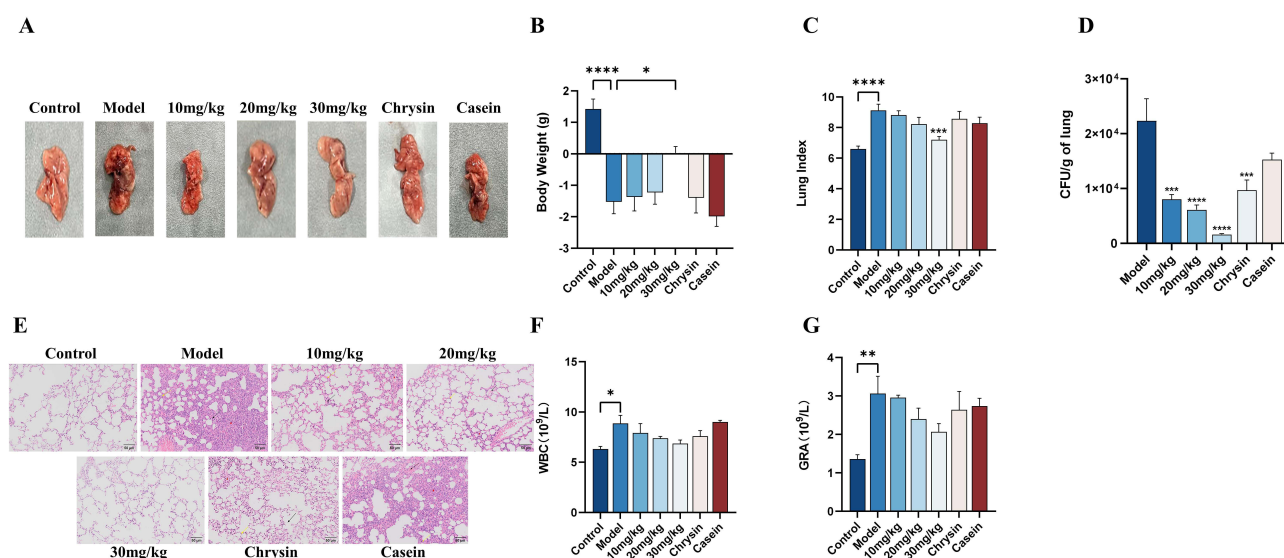 A
Control Model 10mg/kg 20mg/kg 30mg/kg Chrysin Casein
B
**** *
Body Weight (g)
2
1
0
-1
-2
-3
Control Model 10mg/kg 20mg/kg 30mg/kg Chrysin Casein
C
****
***
Lung Index
10
8
6
4
2
0
Control Model 10mg/kg 20mg/kg 30mg/kg Chrysin Casein
D
CFU/g of lung
3×10⁴
2×10⁴
1×10⁴
0
*** **** **** ***
Model 10mg/kg 20mg/kg 30mg/kg Chrysin Casein
E
Control Model 10mg/kg 20mg/kg
30mg/kg Chrysin Casein
F
*
WBC(10⁹/L)
15
10
5
0
Control Model 10mg/kg 20mg/kg 30mg/kg Chrysin Casein
G
**
GRA(10⁹/L)
4
3
2
1
0
Control Model 10mg/kg 20mg/kg 30mg/kg Chrysin Casein